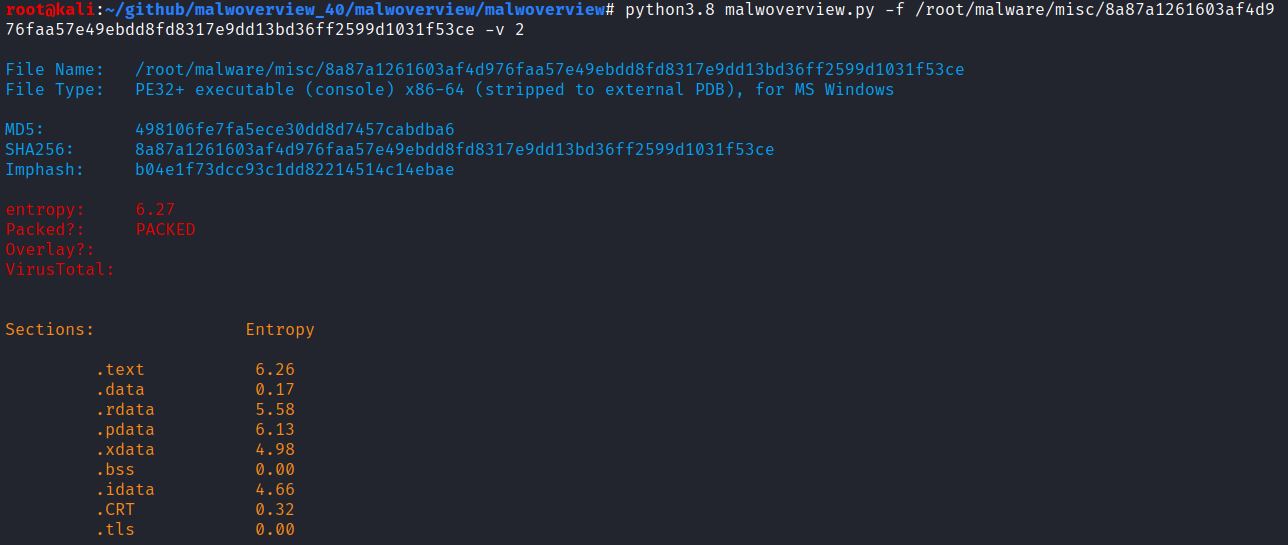 root@kali:~/github/malwoverview_40/malwoverview/malwoverview# python3.8 malwoverview.py -f /root/malware/misc/8a87a1261603af4d9
76faa57e49ebdd8fd8317e9dd13bd36ff2599d1031f53ce -v 2
File Name: /root/malware/misc/8a87a1261603af4d976faa57e49ebdd8fd8317e9dd13bd36ff2599d1031f53ce
File Type: PE32+ executable (console) x86-64 (stripped to external PDB), for MS Windows
MD5: 498106fe7fa5ece30dd8d7457cabdba6
SHA256: 8a87a1261603af4d976faa57e49ebdd8fd8317e9dd13bd36ff2599d1031f53ce
Imphash: b04e1f73dcc93c1dd82214514c14ebae
entropy: 6.27
Packed?: PACKED
Overlay?:
VirusTotal:
Sections: Entropy
.text 6.26
.data 0.17
.rdata 5.58
.pdata 6.13
.xdata 4.98
.bss 0.00
.idata 4.66
.CRT 0.32
.tls 0.00